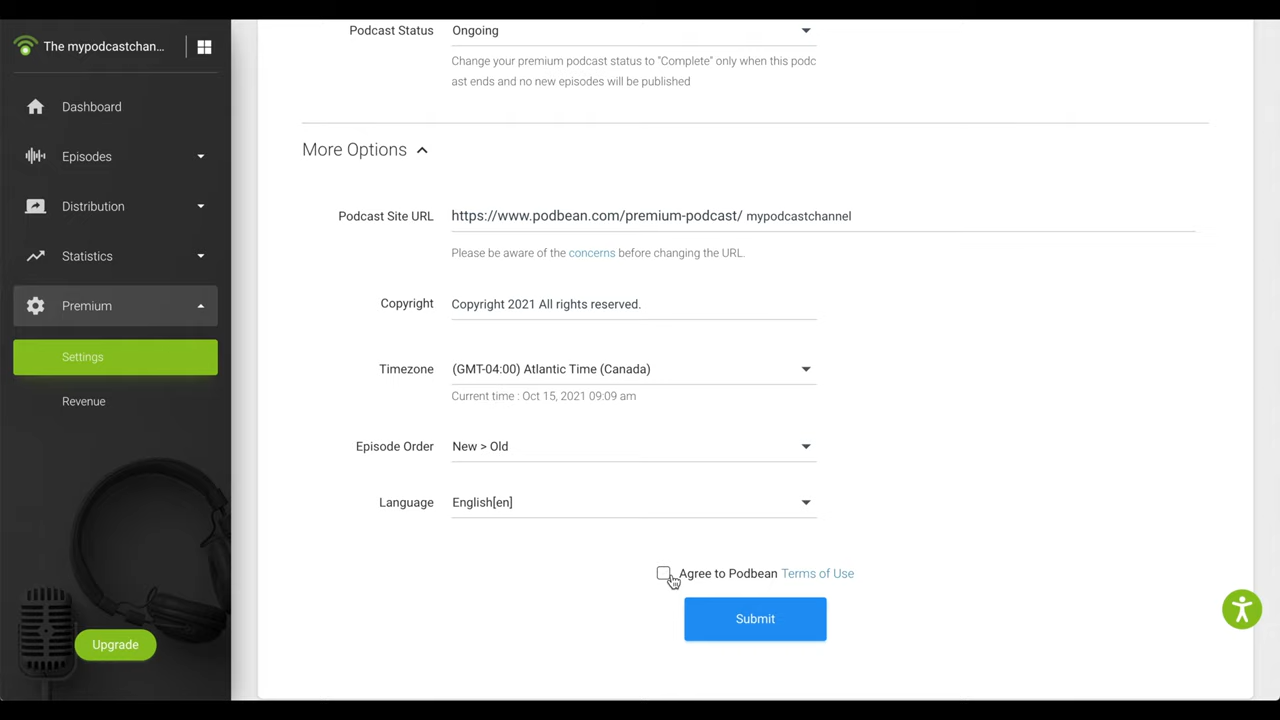 The mypodcastchan...
Dashboard
Episodes
Distribution
Statistics
Premium
Settings
Revenue
Upgrade
Podcast Status Ongoing
Change your premium podcast status to "Complete" only when this podc
ast ends and no new episodes will be published
More Options
Podcast Site URL https://www.podbean.com/premium-podcast/ mypodcastchannel
Please be aware of the concerns before changing the URL.
Copyright Copyright 2021 All rights reserved.
Timezone (GMT-04:00) Atlantic Time (Canada)
Current time : Oct 15, 2021 09:09 am
Episode Order New > Old
Language English[en]
Agree to Podbean Terms of Use
Submit